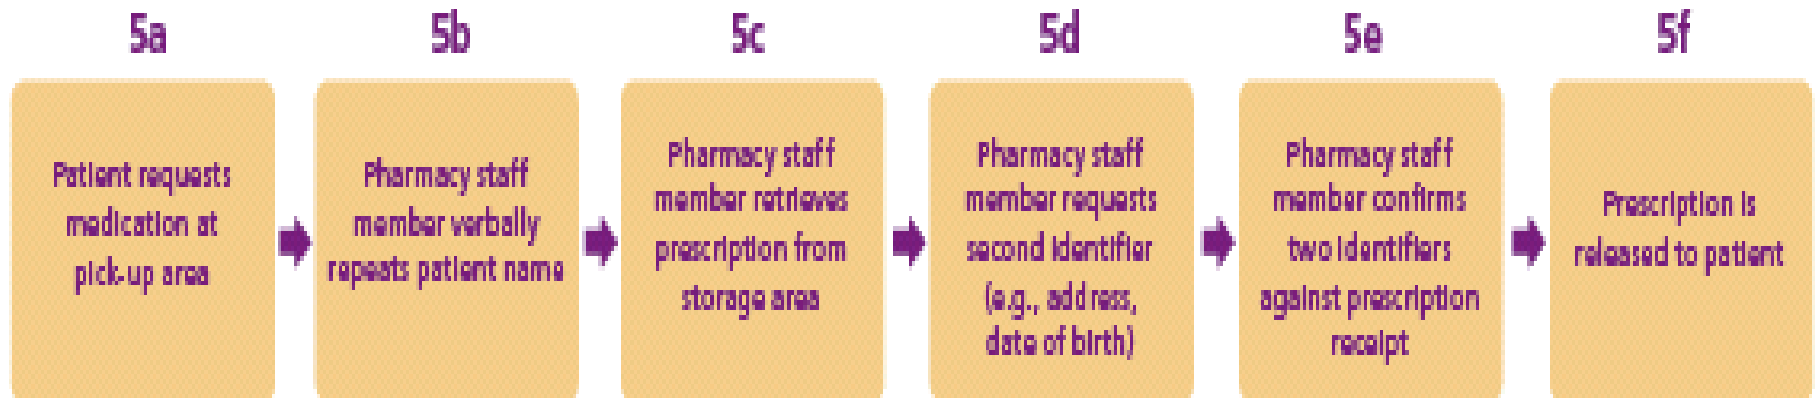 5a
5b
5c
5d
5e
5f
Patient requests
medication at
pick-up area
Pharmacy staff
member verbally
repeats patient name
Pharmacy staff
member retrieves
prescription from
storage area
Pharmacy staff
member requests
second identifier
(e.g., address,
date of birth)
Pharmacy staff
member confirms
two identifiers
against prescription
receipt
Prescription is
released to patient